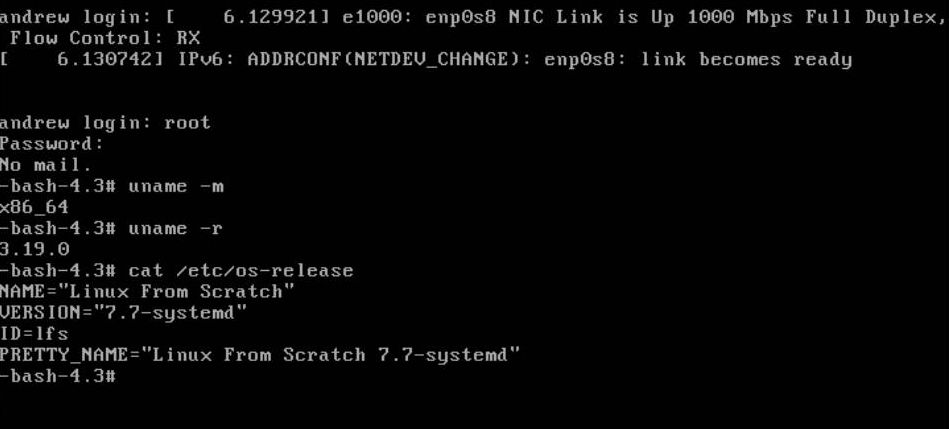 andrew login: [    6.129921] e1000: enp0s8 NIC Link is Up 1000 Mbps Full Duplex,
 Flow Control: RX
[    6.130742] IPv6: ADDRCONF(NETDEV_CHANGE): enp0s8: link becomes ready
andrew login: root
Password:
No mail.
-bash-4.3# uname -m
x86_64
-bash-4.3# uname -r
3.19.0
-bash-4.3# cat /etc/os-release
NAME="Linux From Scratch"
VERSION="7.7-systemd"
ID=lfs
PRETTY_NAME="Linux From Scratch 7.7-systemd"
-bash-4.3#